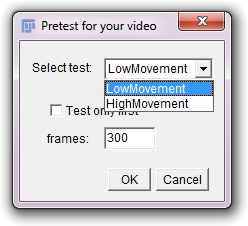 Pretest for your video
Select test: LowMovement
LowMovement
HighMovement
Test only first
frames: 300
OK Cancel